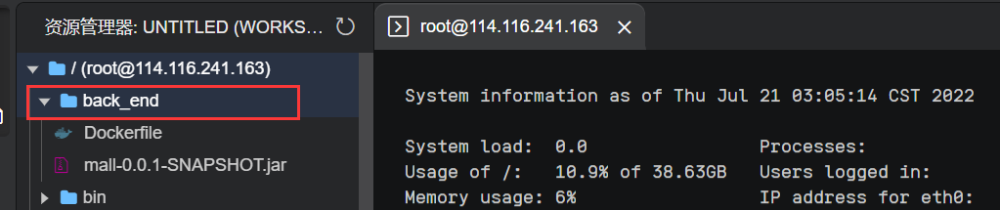 资源管理器: UNTITLED (WORKS...
/ (root@114.116.241.163)
back_end
Dockerfile
mall-0.0.1-SNAPSHOT.jar
bin
root@114.116.241.163
System information as of Thu Jul 21 03:05:14 CST 2022
System load: 0.0 Processes:
Usage of /: 10.9% of 38.63GB Users logged in:
Memory usage: 6% IP address for eth0: